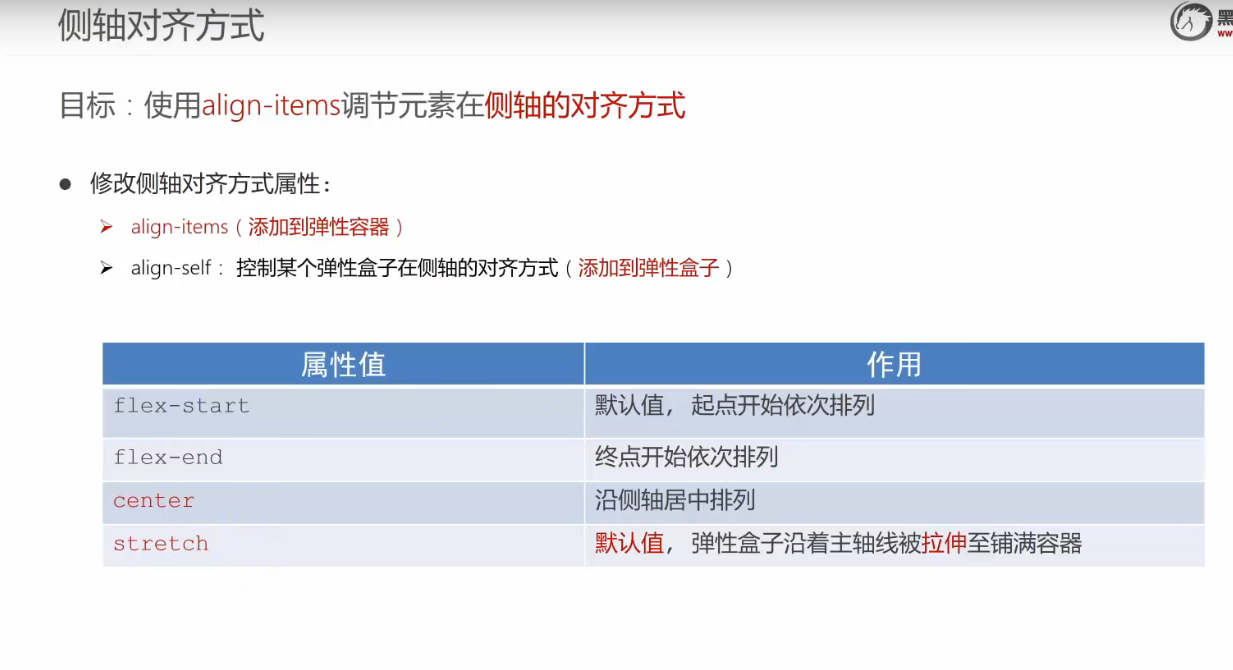 侧轴对齐方式
黑
ww
目标：使用align-items调节元素在侧轴的对齐方式
● 修改侧轴对齐方式属性：
➢ align-items（添加到弹性容器）
➢ align-self： 控制某个弹性盒子在侧轴的对齐方式（添加到弹性盒子）
属性值 作用
flex-start 默认值，起点开始依次排列
flex-end 终点开始依次排列
center 沿侧轴居中排列
stretch 默认值，弹性盒子沿着主轴线被拉伸至铺满容器